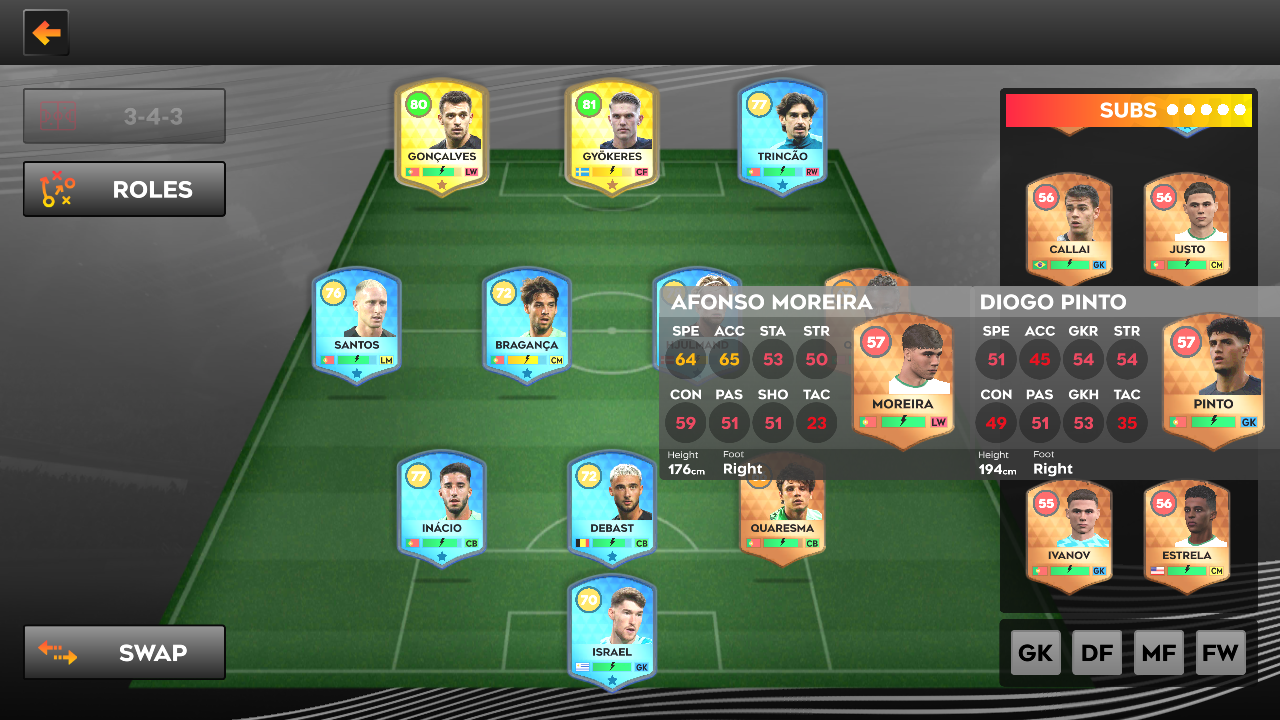 3-4-3
ROLES
SWAP
80
GONÇALVES
LW
81
GYÖKERES
CF
77
TRINCÃO
RW
76
SANTOS
LM
72
BRAGANÇA
CM
HJULMAND
77
INÁCIO
CB
72
DEBAST
CB
QUARESMA
CB
70
ISRAEL
GK
SUBS
56
CALLAI
GK
56
JUSTO
CM
AFONSO MOREIRA
SPE ACC STA STR
64 65 53 50
CON PAS SHO TAC
59 51 51 23
Height Foot
176cm Right
57
MOREIRA
LW
DIOGO PINTO
SPE ACC GKR STR
51 45 54 54
CON PAS GKH TAC
49 51 53 35
Height Foot
194cm Right
57
PINTO
GK
55
IVANOV
GK
56
ESTRELA
CM
GK DF MF FW